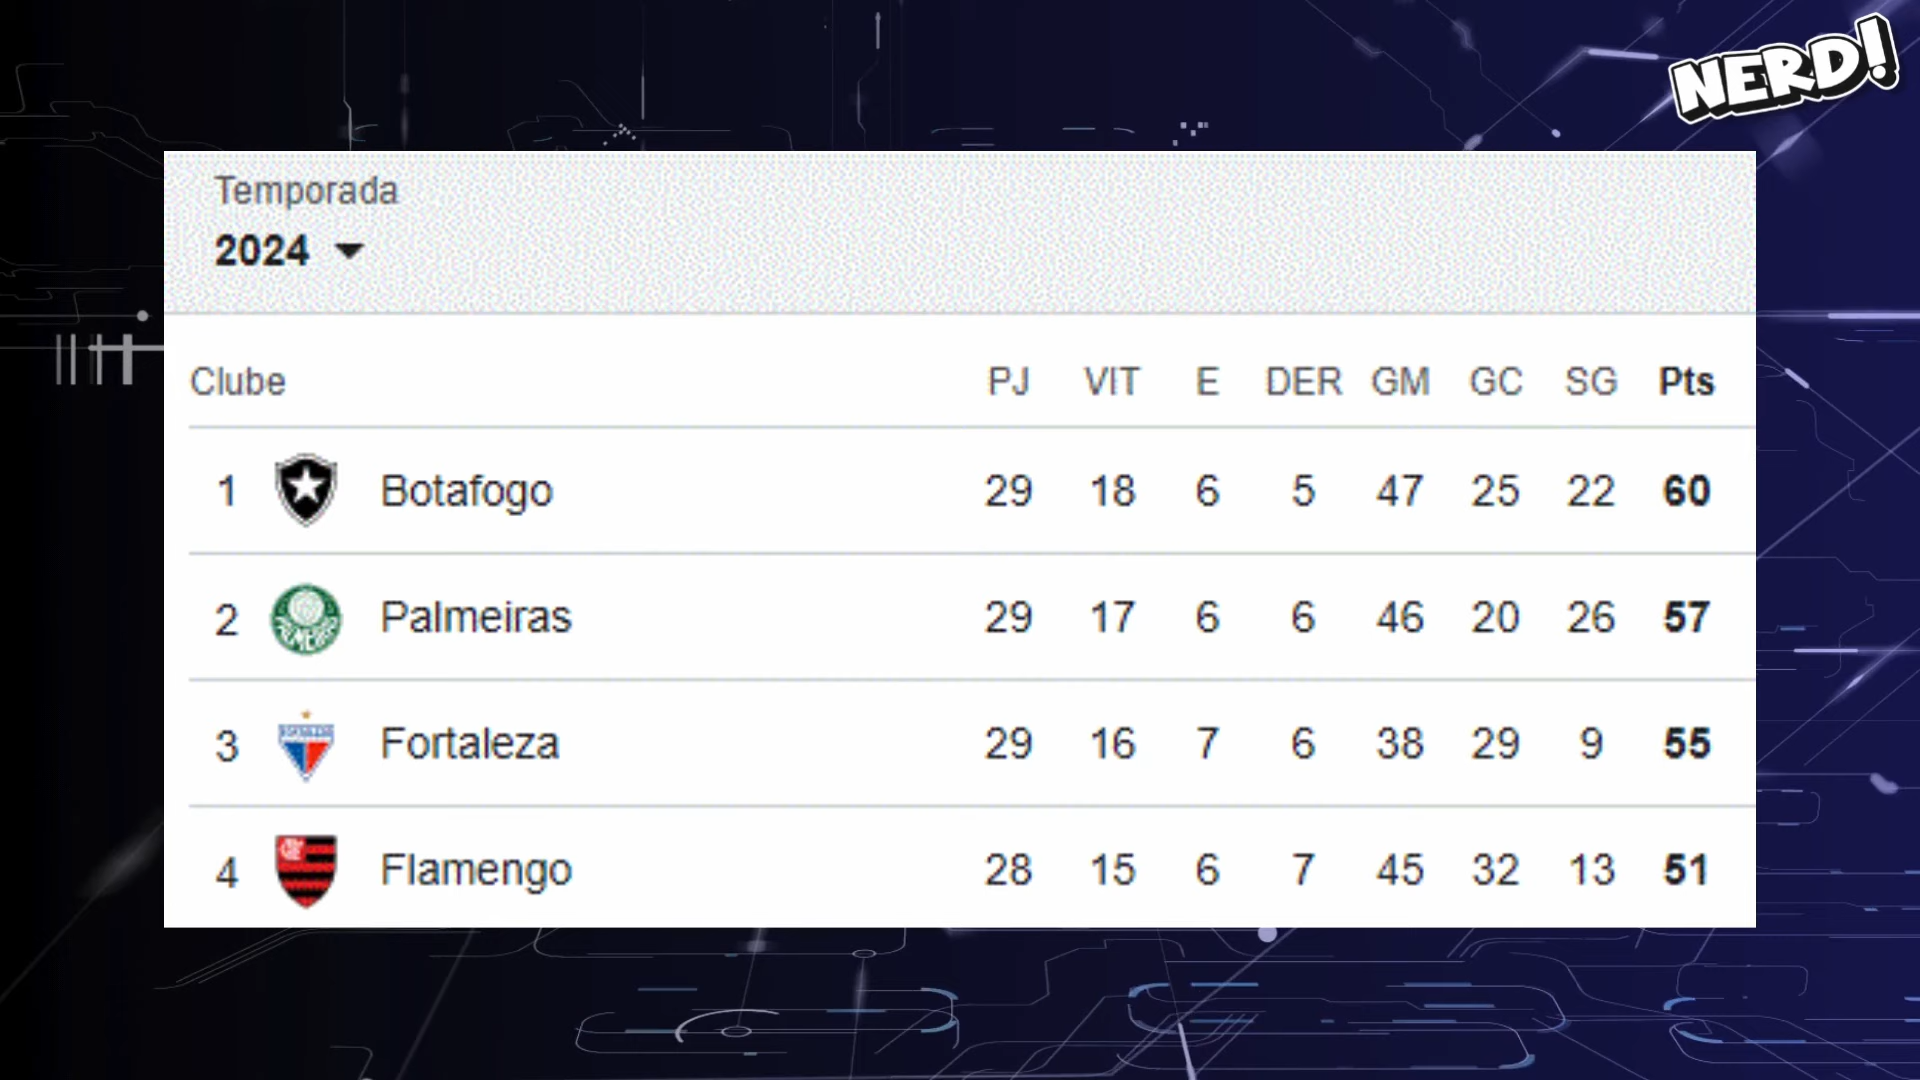 NERD!
Temporada
2024
Clube PJ VIT E DER GM GC SG Pts
1 Botafogo 29 18 6 5 47 25 22 60
2 Palmeiras 29 17 6 6 46 20 26 57
3 Fortaleza 29 16 7 6 38 29 9 55
4 Flamengo 28 15 6 7 45 32 13 51